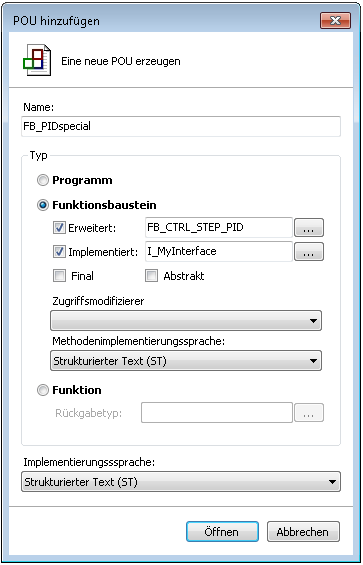 POU hinzufügen
Eine neue POU erzeugen
Name:
FB_PIDspecial
Typ
Programm
Funktionsbaustein
Erweitert: FB_CTRL_STEP_PID ...
Implementiert: I_MyInterface ...
Final Abstrakt
Zugriffsmodifizierer
Methodenimplementierungssprache:
Strukturierter Text (ST)
Funktion
Rückgabetyp: ...
Implementierungsssprache:
Strukturierter Text (ST)
Öffnen Abbrechen